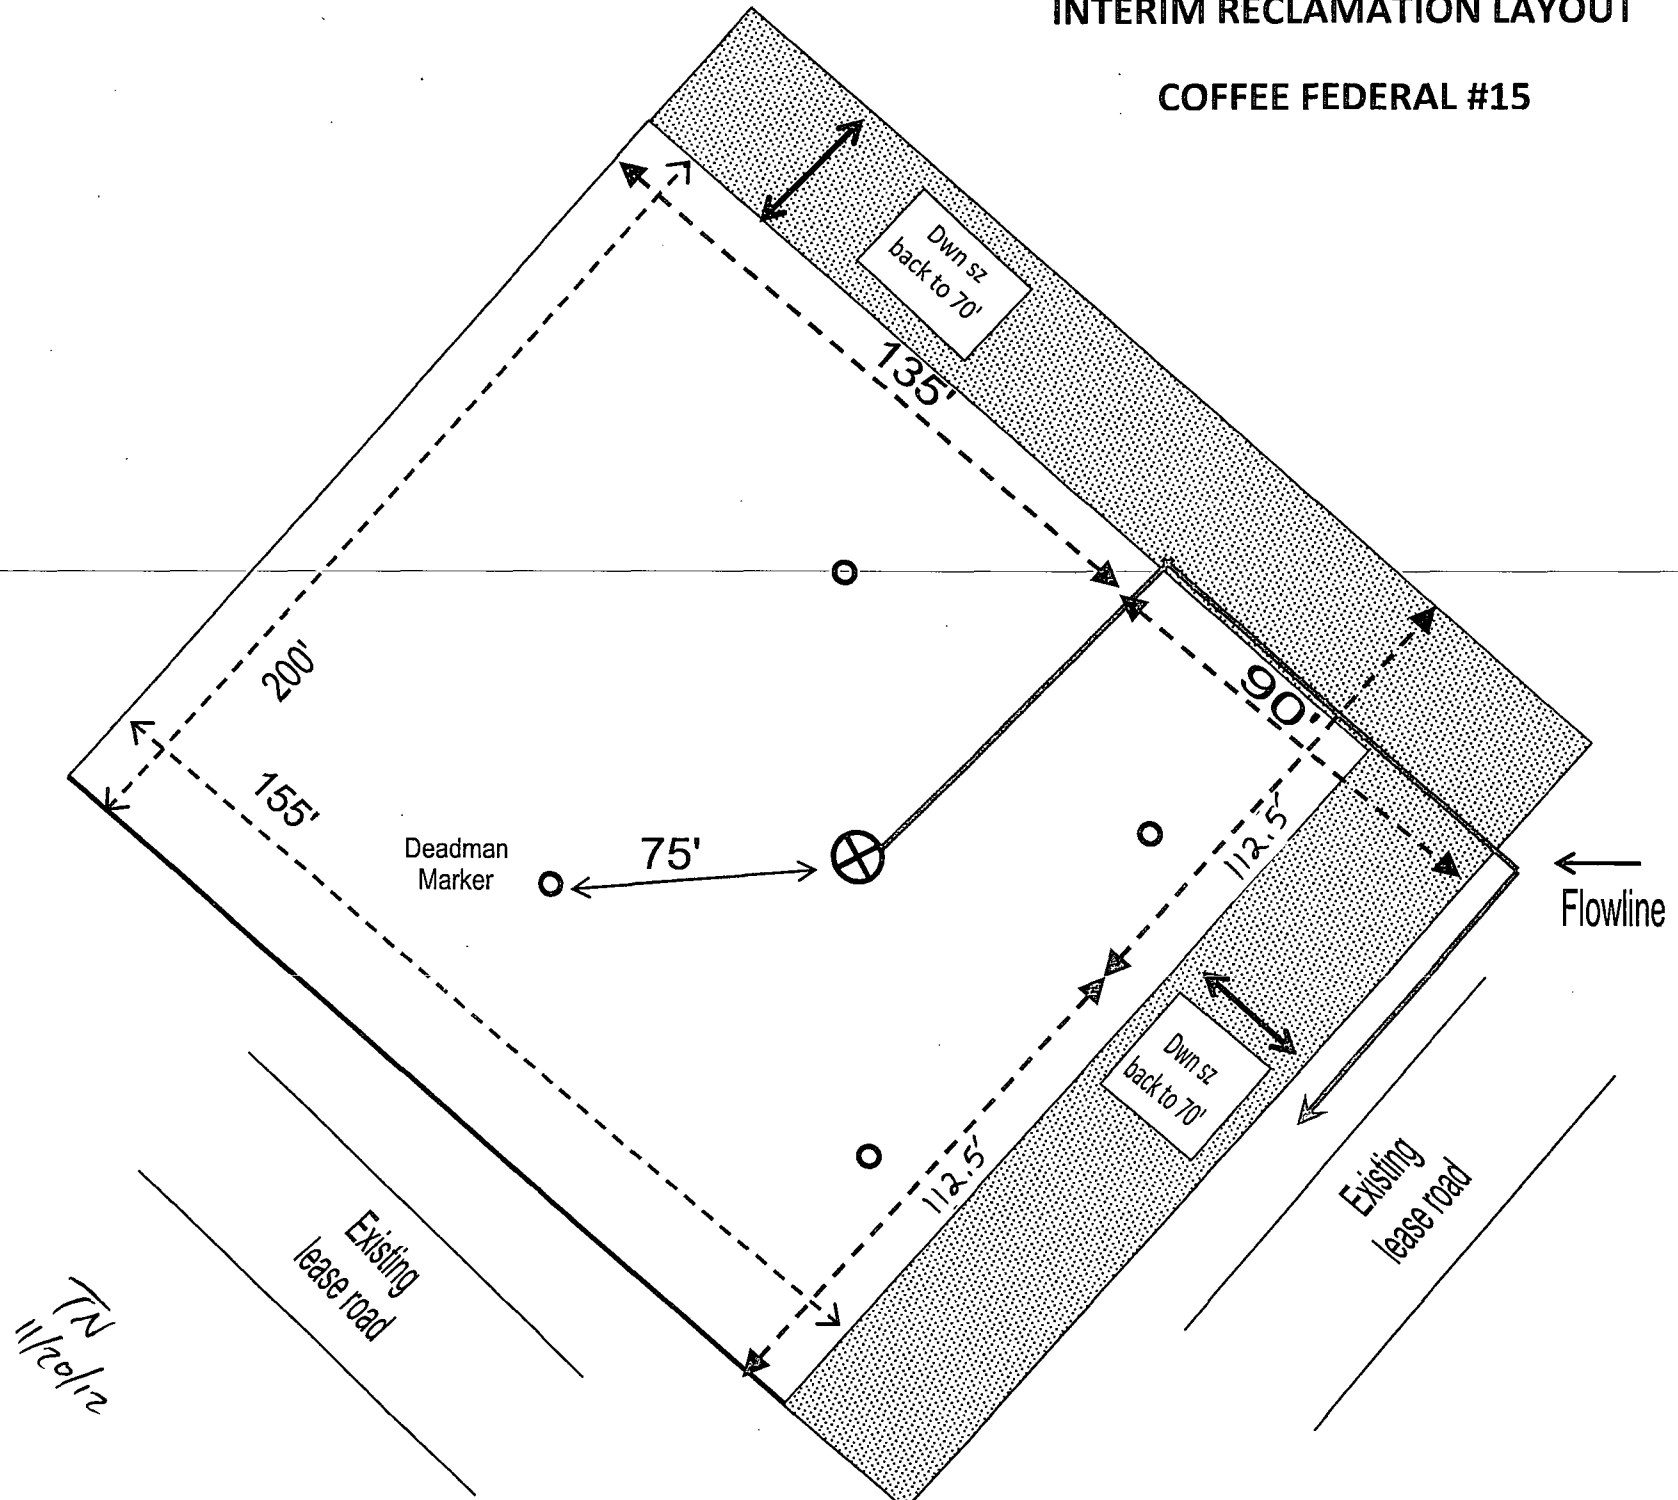 INTERIM RECLAMATION LAYOUT
COFFEE FEDERAL #15
Dwn sz
back to 70'
135'
90'
200'
155'
Deadman
Marker
75'
112.5'
Flowline
Dwn sz
back to 70'
112.5'
Existing
lease road
Existing
lease road
TN
11/20/12